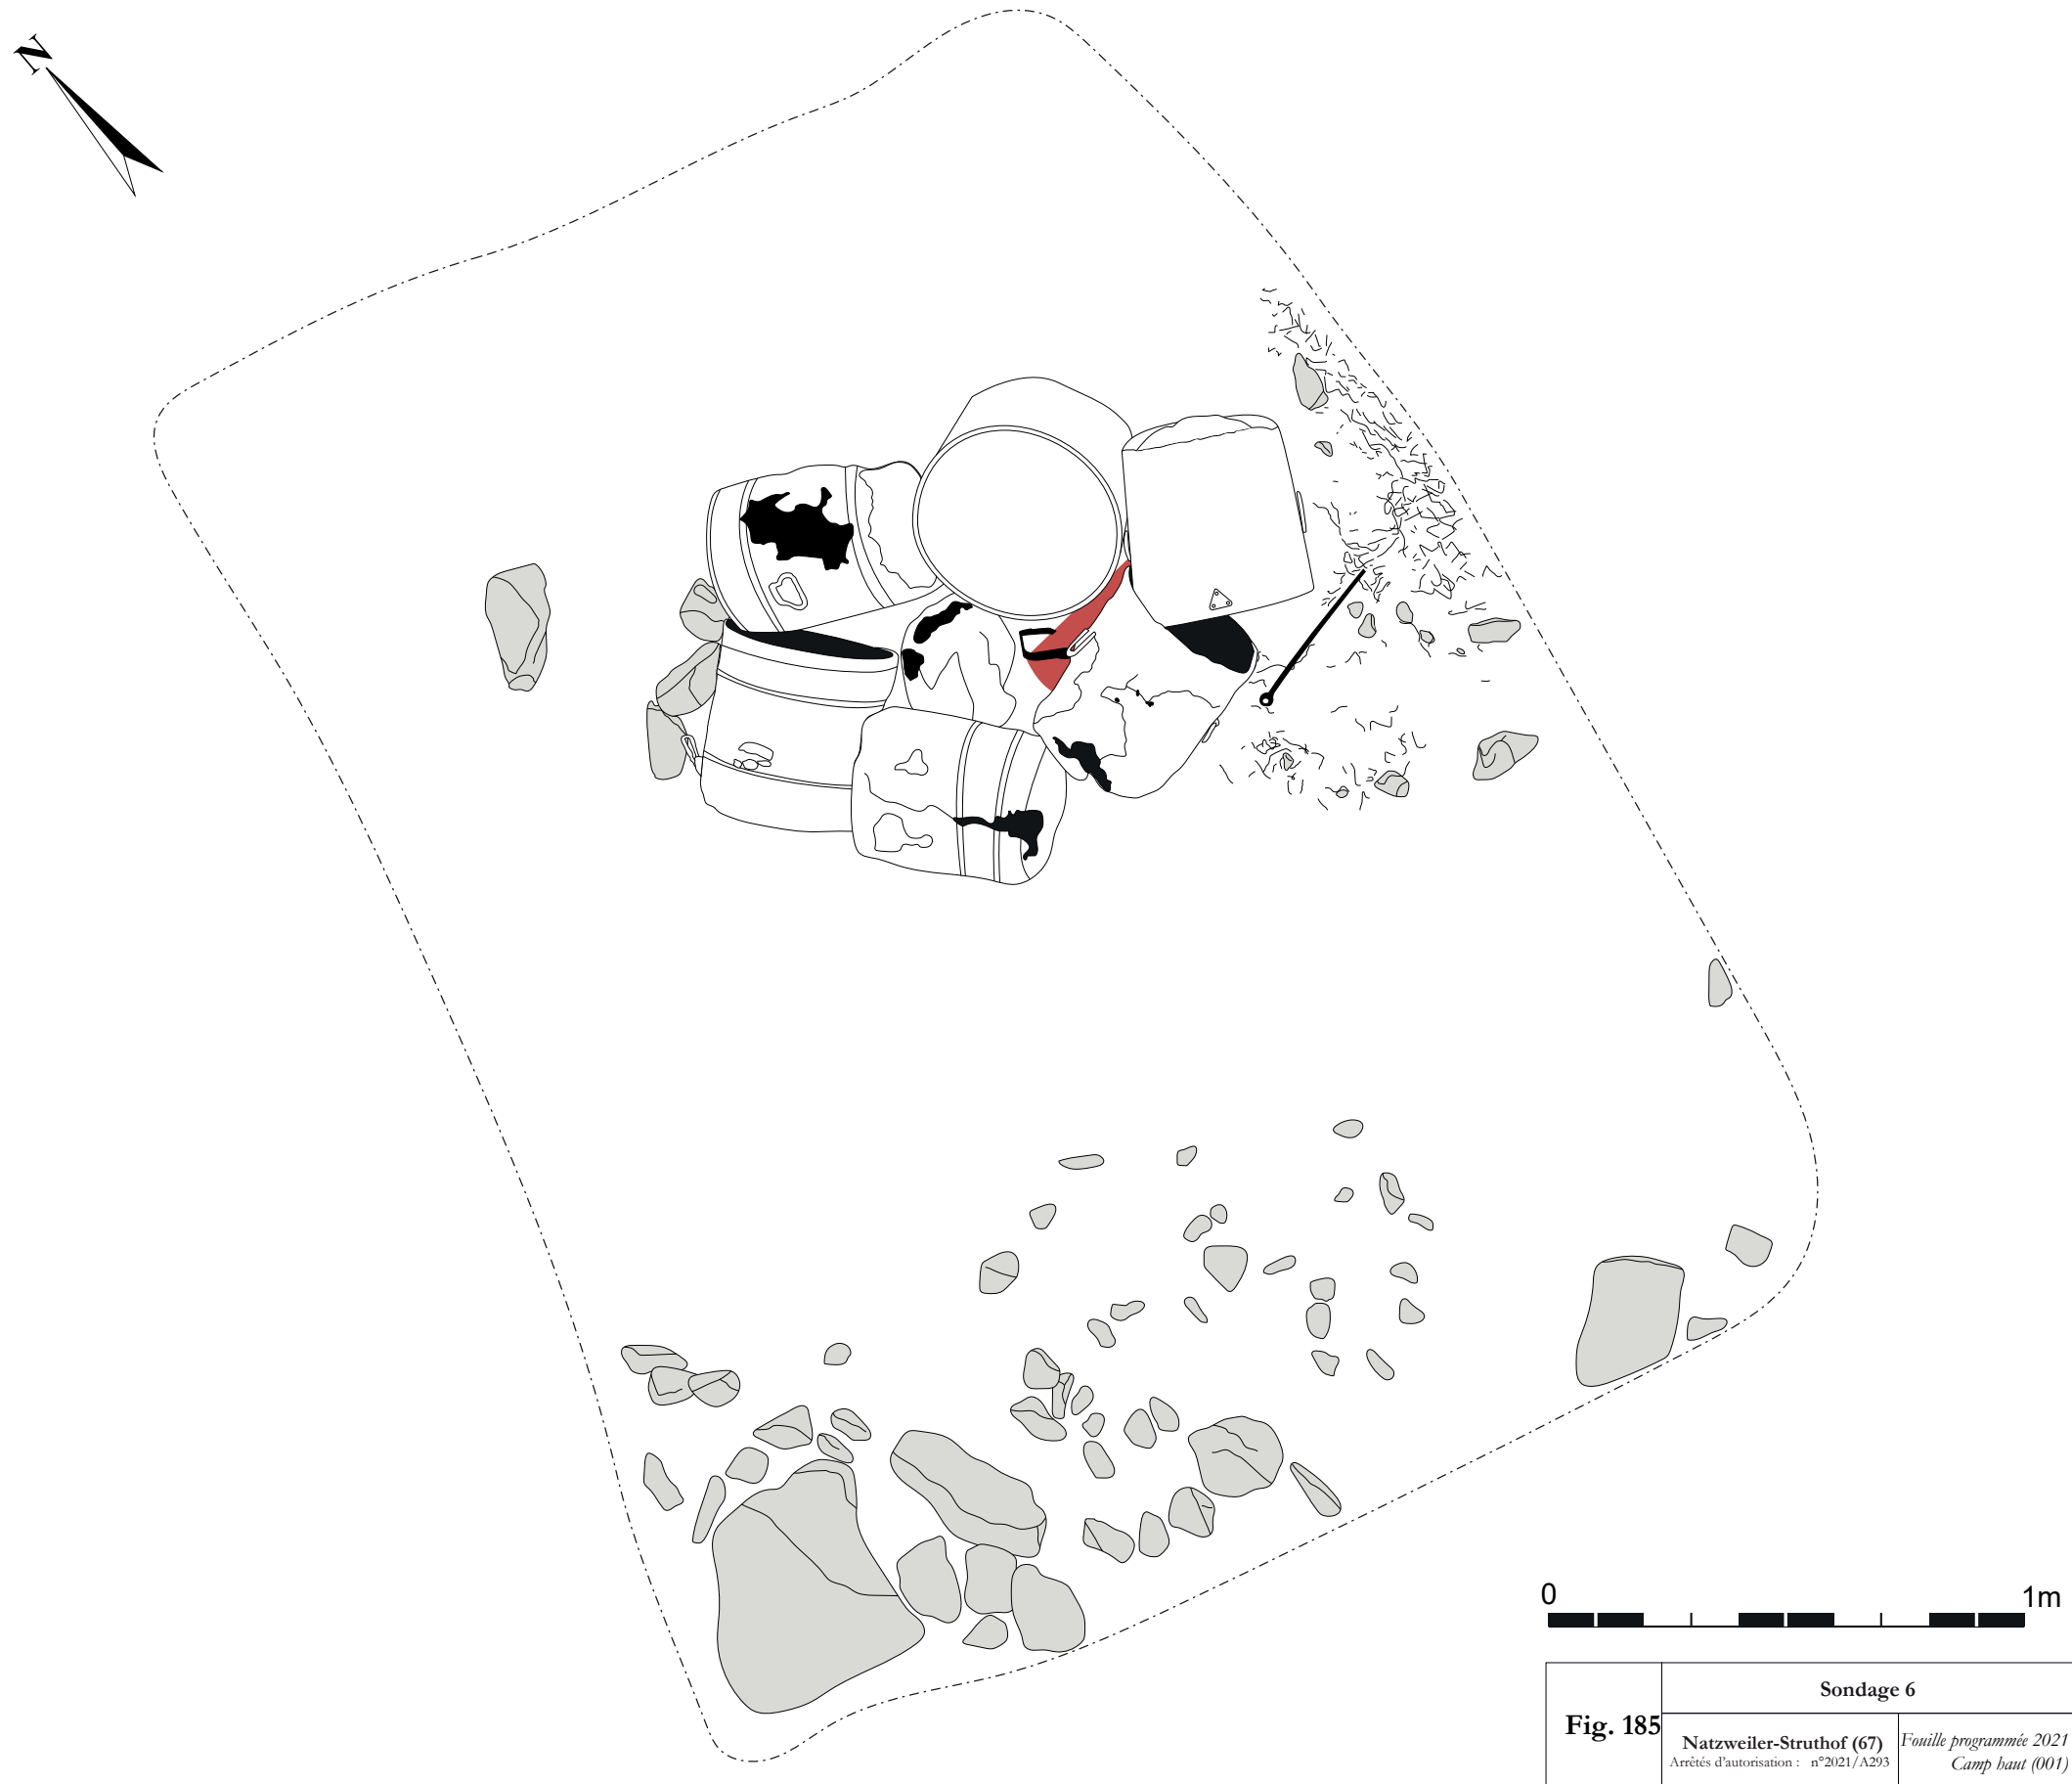 N
0 1m
Sondage 6
Fig. 185
Natzweiler-Struthof (67)
Arrêtés d'autorisation : n°2021/A293
Fouille programmée 2021
Camp haut (001)